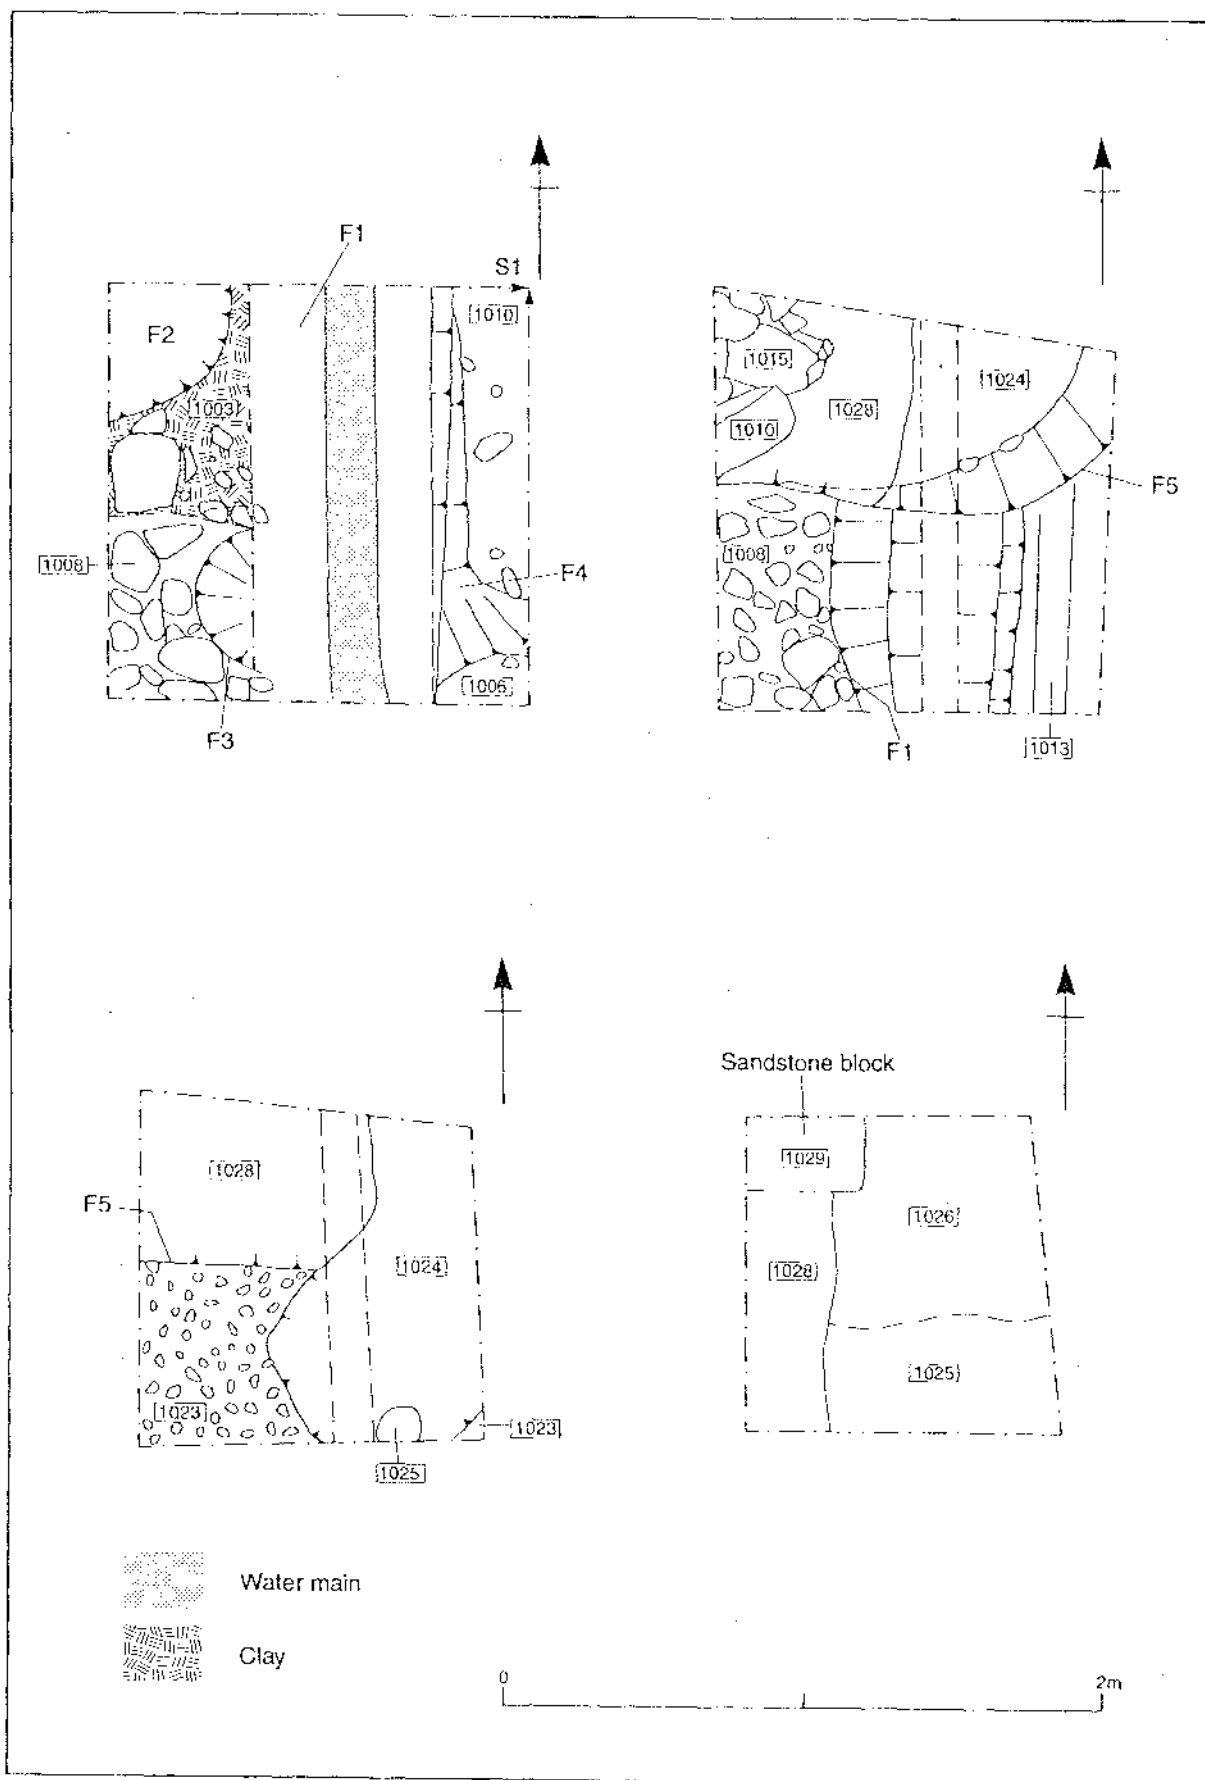 F1
S1
[1010]
F2
[1003]
[1008]
F4
[1006]
F3
[1015]
[1024]
[1010]
[1028]
F5
[1008]
F1
[1013]
[1028]
F5
[1024]
[1023]
[1023]
[1025]
Sandstone block
[1029]
[1026]
[1028]
[1025]
Water main
Clay
0 2m